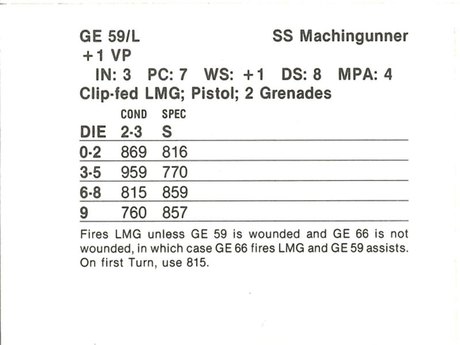 GE 59/L SS Machingunner
+1 VP
IN: 3 PC: 7 WS: +1 DS: 8 MPA: 4
Clip-fed LMG; Pistol; 2 Grenades
COND SPEC
DIE 2-3 S
0-2 869 816
3-5 959 770
6-8 815 859
9 760 857
Fires LMG unless GE 59 is wounded and GE 66 is not
wounded, in which case GE 66 fires LMG and GE 59 assists.
On first Turn, use 815.